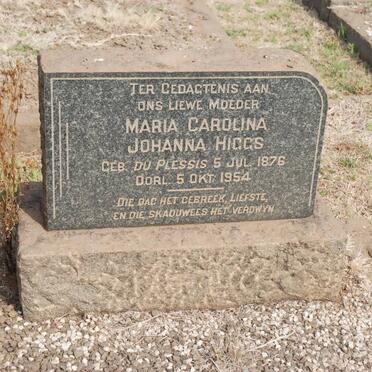 TER GEDAGTENIS AAN
ONS LIEWE MOEDER
MARIA CAROLINA
JOHANNA HIGGS
GEB. DU PLESSIS 5 JUL. 1876
OORL. 5 OKT. 1954
DIE DAG HET GEBREEK, LIEFSTE,
EN DIE SKADUWEES HET VERDWYN